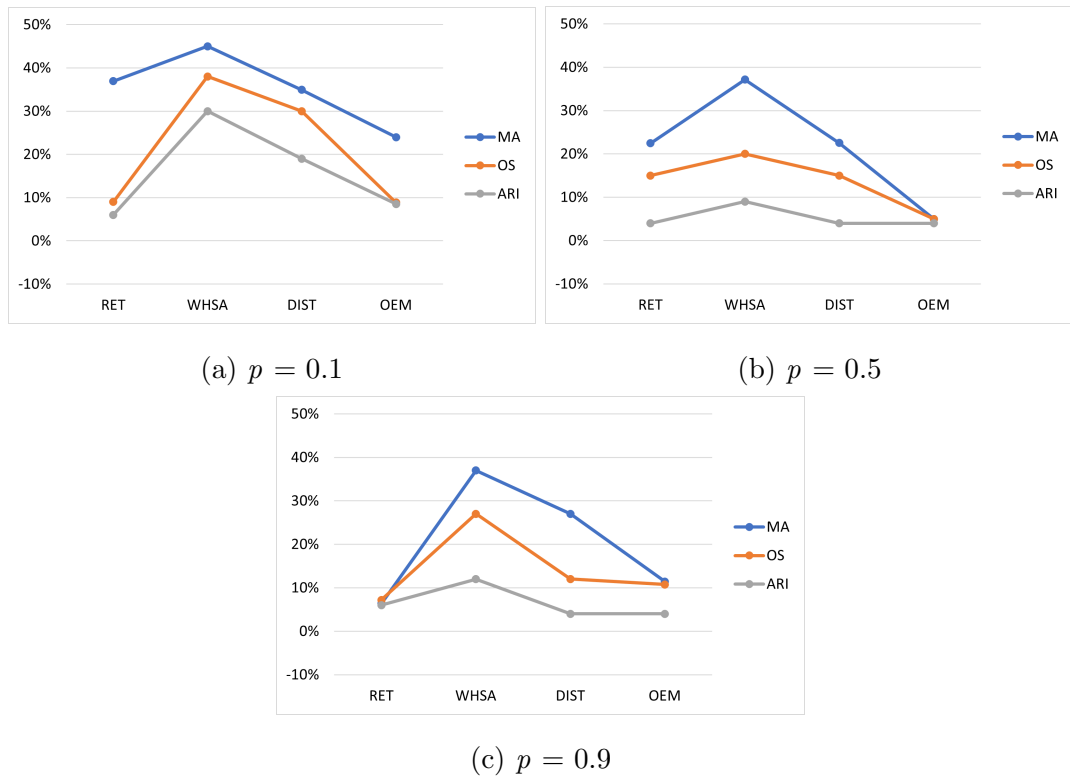 50%
40%
30%
20%
10%
0%
-10%
RET WHSA DIST OEM
MA
OS
ARI
(a) p = 0.1
50%
40%
30%
20%
10%
0%
-10%
RET WHSA DIST OEM
MA
OS
ARI
(b) p = 0.5
50%
40%
30%
20%
10%
0%
-10%
RET WHSA DIST OEM
MA
OS
ARI
(c) p = 0.9